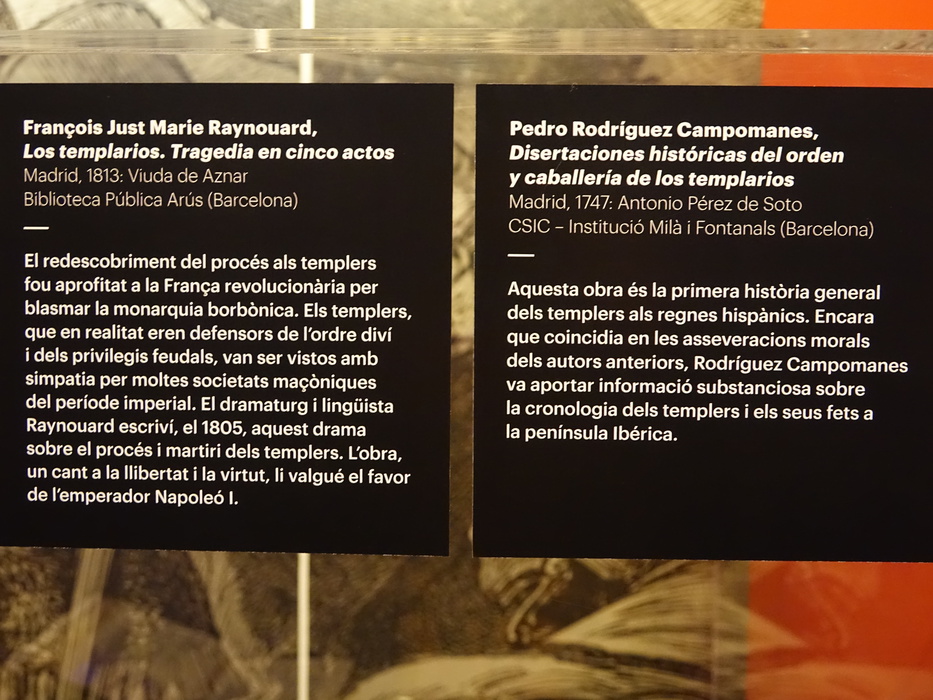 François Just Marie Raynouard,
Los templarios. Tragedia en cinco actos
Madrid, 1813: Viuda de Aznar
Biblioteca Pública Arús (Barcelona)
—
El redescobriment del procés als templers
fou aprofitat a la França revolucionària per
blasmar la monarquia borbònica. Els templers,
que en realitat eren defensors de l'ordre diví
i dels privilegis feudals, van ser vistos amb
simpatia per moltes societats maçòniques
del període imperial. El dramaturg i lingüista
Raynouard escriví, el 1805, aquest drama
sobre el procés i martiri dels templers. L'obra,
un cant a la llibertat i la virtut, li valgué el favor
de l'emperador Napoleó I.
Pedro Rodríguez Campomanes,
Disertaciones históricas del orden
y caballería de los templarios
Madrid, 1747: Antonio Pérez de Soto
CSIC – Institució Milà i Fontanals (Barcelona)
—
Aquesta obra és la primera història general
dels templers als regnes hispànics. Encara
que coincidia en les asseveracions morals
dels autors anteriors, Rodríguez Campomanes
va aportar informació substanciosa sobre
la cronologia dels templers i els seus fets a
la península Ibérica.